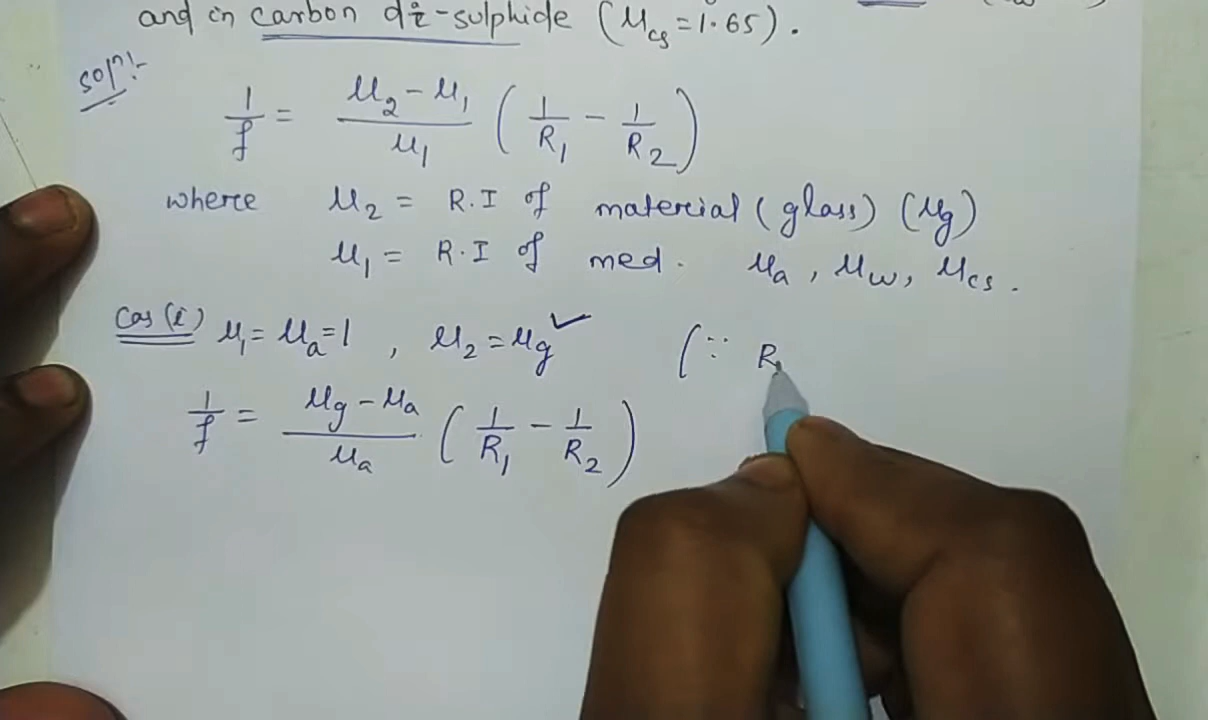 and in carbon di-sulphide (μcs = 1.65).
Solⁿ:-
1/f = (μ2 - μ1)/μ1 (1/R1 - 1/R2)
where μ2 = R.I of material (glass) (μg)
μ1 = R.I of med. μa, μw, μcs.
Cas(i) μ1 = μa = 1, μ2 = μg ✓ (∵ R1
1/f = (μg - μa)/μa (1/R1 - 1/R2)